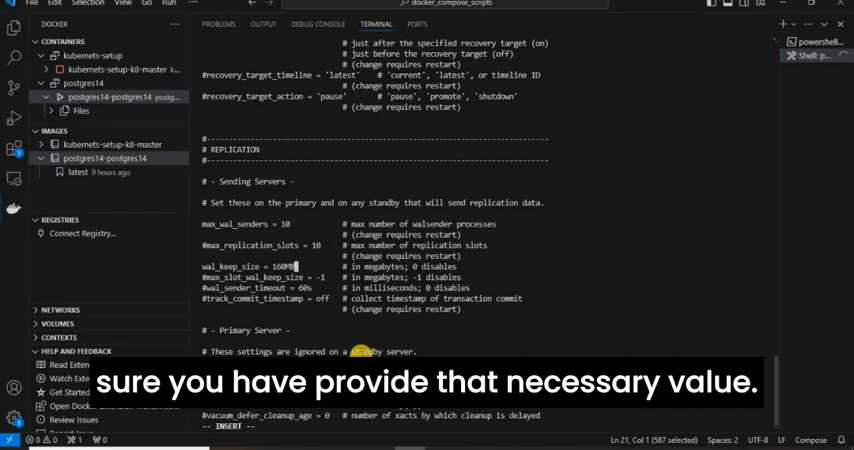 File Edit Selection View Go Run
docker_compose_scripts
DOCKER
CONTAINERS
kubernets-setup
kubernets-setup-k8-master kuber...
postgres14
postgres14-postgres14 postg...
Files
IMAGES
kubernets-setup-k8-master
postgres14-postgres14
latest 9 hours ago
REGISTRIES
Connect Registry...
NETWORKS
VOLUMES
CONTEXTS
HELP AND FEEDBACK
Get Started
Review Issues
PROBLEMS OUTPUT DEBUG CONSOLE TERMINAL PORTS
powershell...
Shell: p...
# just after the specified recovery target (on)
# just before the recovery target (off)
# (change requires restart)
#recovery_target_timeline = 'latest' # 'current', 'latest', or timeline ID
# (change requires restart)
#recovery_target_action = 'pause' # 'pause', 'promote', 'shutdown'
# (change requires restart)
#------------------------------------------------------------------------------
# REPLICATION
#------------------------------------------------------------------------------
# - Sending Servers -
# Set these on the primary and on any standby that will send replication data.
max_wal_senders = 10 # max number of walsender processes
# (change requires restart)
#max_replication_slots = 10 # max number of replication slots
# (change requires restart)
wal_keep_size = 160MB # in megabytes; 0 disables
#max_slot_wal_keep_size = -1 # in megabytes; -1 disables
#wal_sender_timeout = 60s # in milliseconds; 0 disables
#track_commit_timestamp = off # collect timestamp of transaction commit
# (change requires restart)
# - Primary Server -
# These settings are ignored on a standby server.
sure you have provide that necessary value.
#vacuum_defer_cleanup_age = 0 # number of xacts by which cleanup is delayed
-- INSERT --
0 0 1 0
Ln 21, Col 1 (587 selected) Spaces: 2 UTF-8 LF Compose